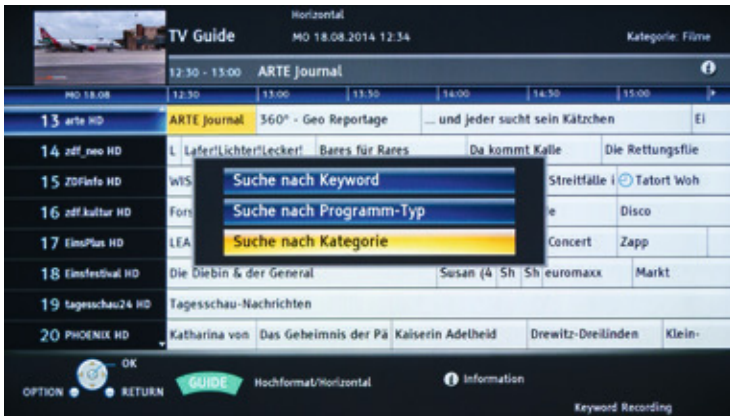 Horizontal
TV Guide MO 18.08.2014 12:34 Kategorie: Filme
12:30 - 13:00 ARTE Journal
MO 18.08 12:30 13:00 13:30 14:00 14:30 15:00
13 arte HD ARTE Journal 360° - Geo Reportage ... und jeder sucht sein Kätzchen Ei
14 zdf_neo HD L Lafer!Lichter!Lecker! Bares für Rares Da kommt Kalle Die Rettungsflie
15 ZDFinfo HD WIS Streitfälle i Tatort Woh
Suche nach Keyword
16 zdf.kultur HD Fors e Disco
Suche nach Programm-Typ
17 EinsPlus HD LEA Concert Zapp
Suche nach Kategorie
18 Einsfestival HD Die Diebin & der General Susan (4 Sh Sh euromaxx Markt
19 tagesschau24 HD Tagesschau-Nachrichten
20 PHOENIX HD Katharina von Das Geheimnis der Pä Kaiserin Adelheid Drewitz-Dreilinden Klein-
OK
OPTION RETURN GUIDE Hochformat/Horizontal Information
Keyword Recording